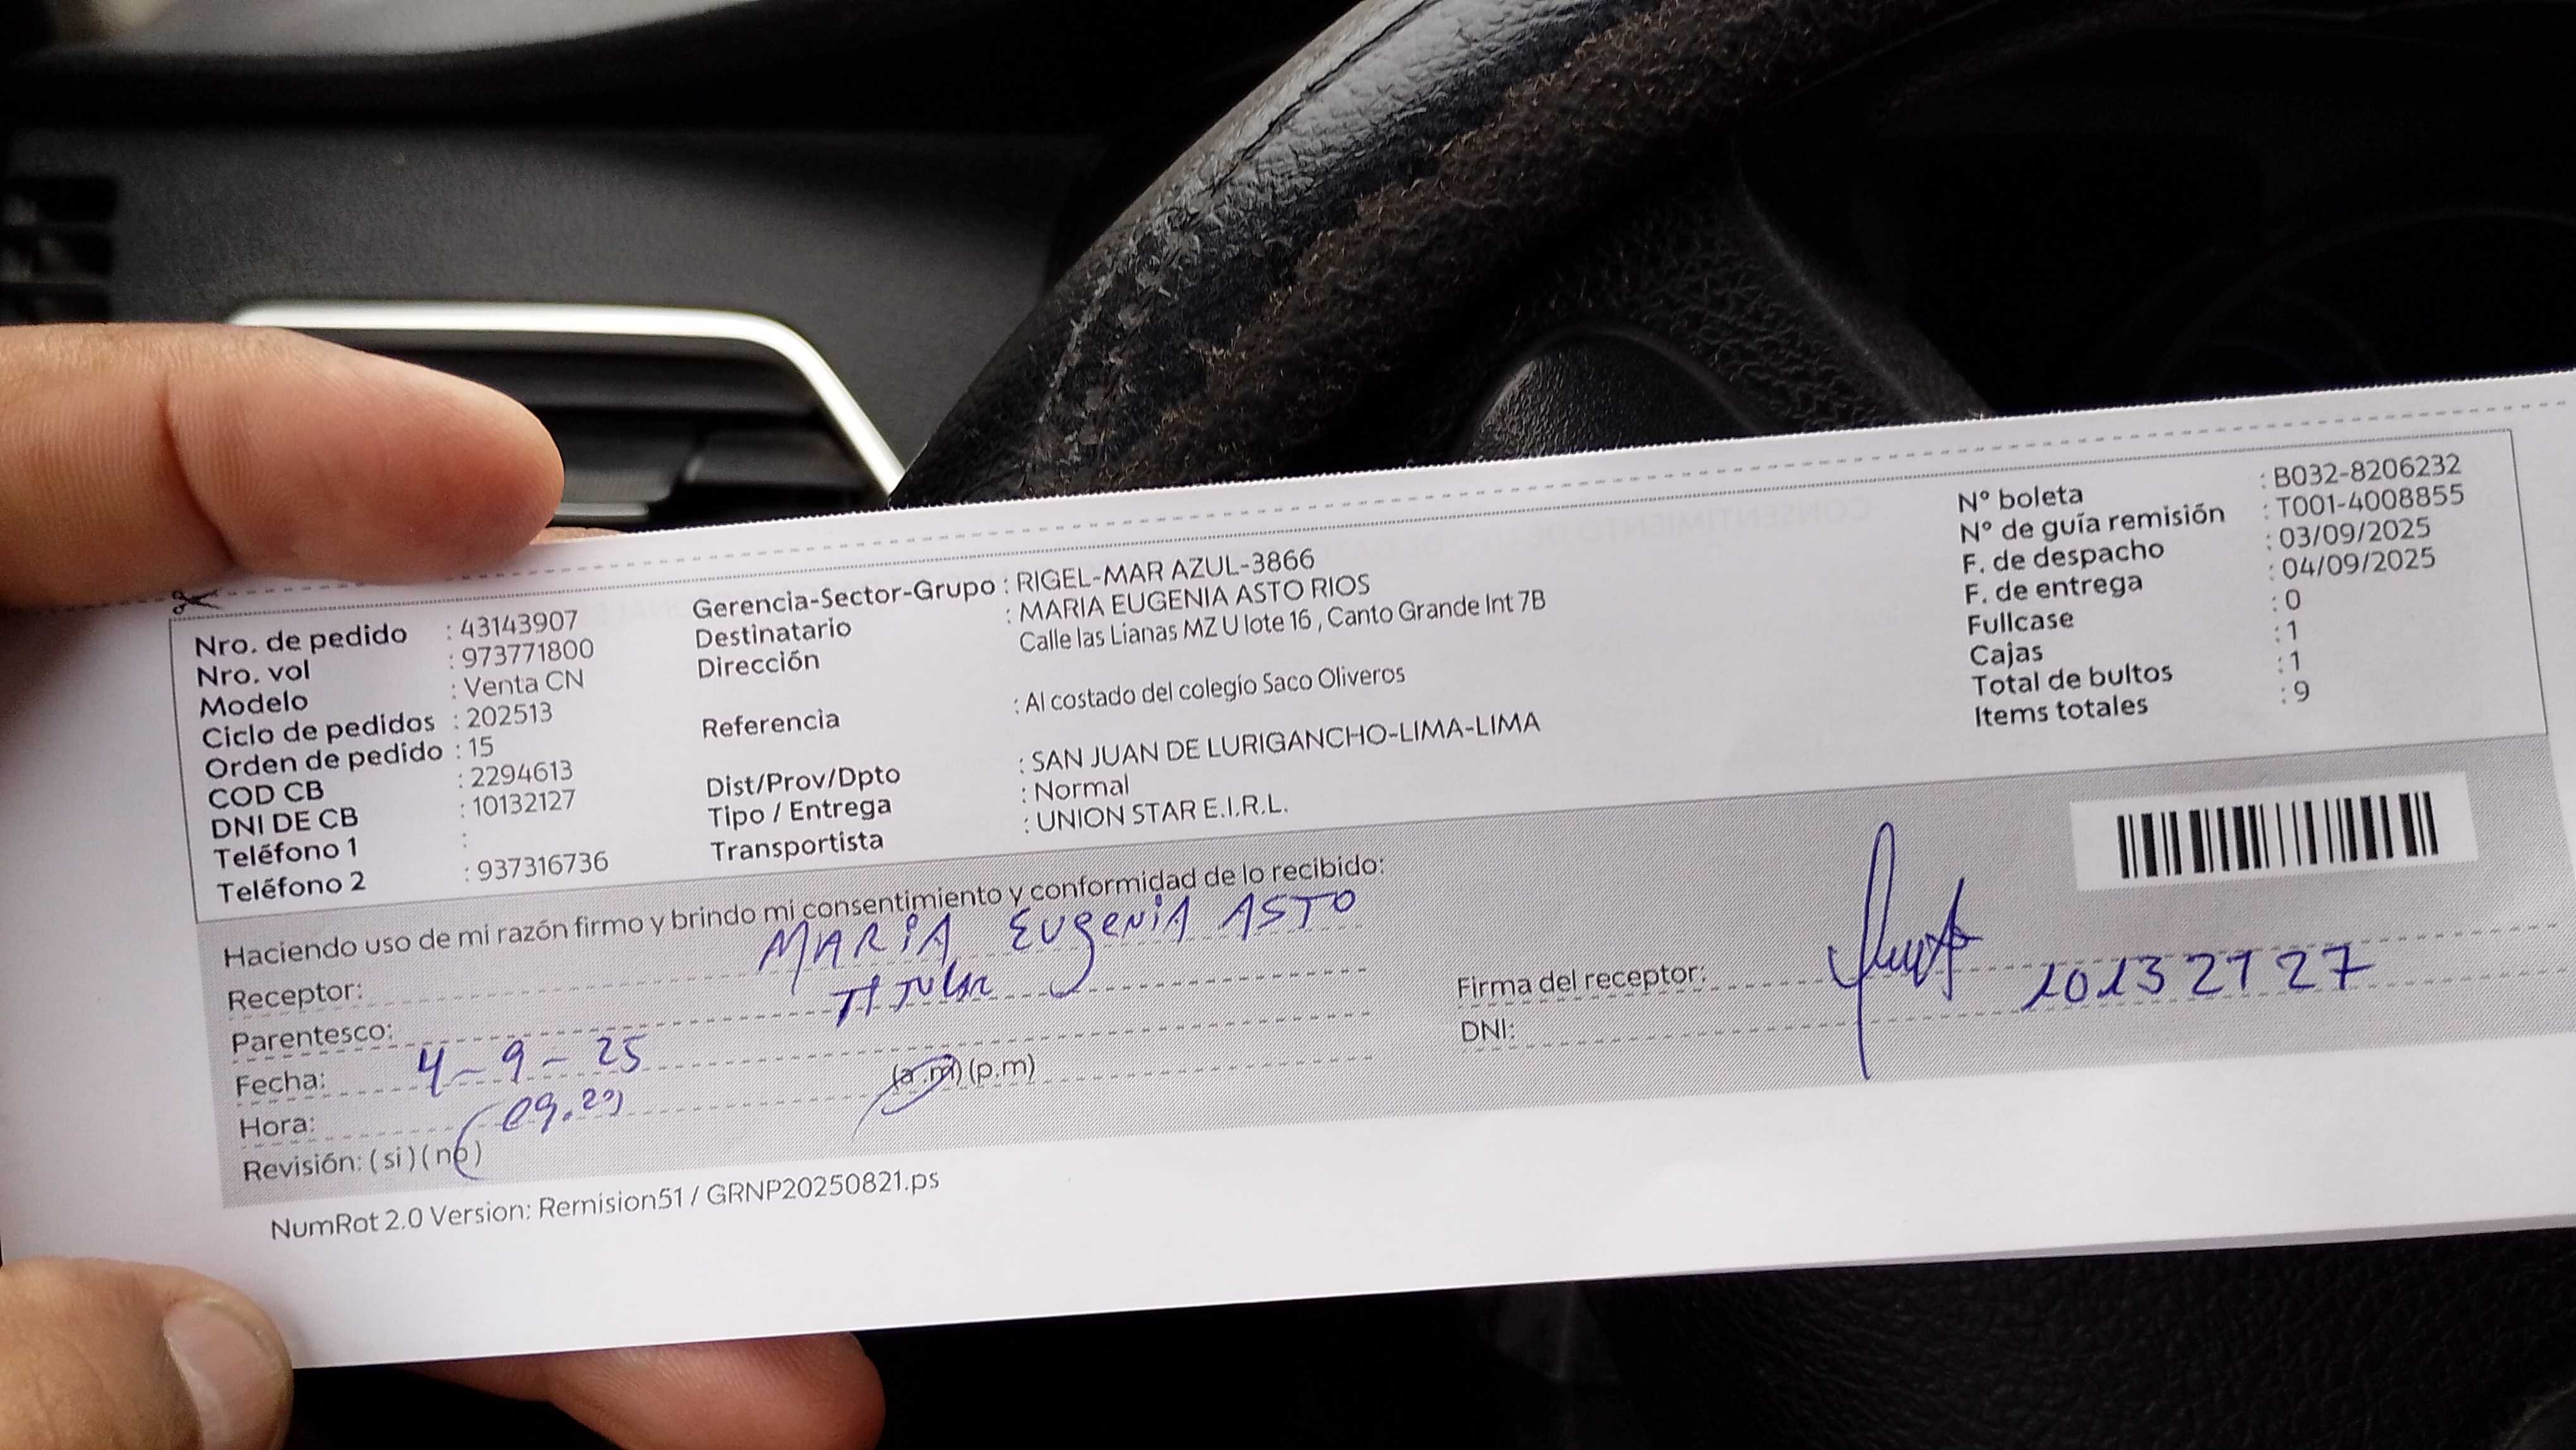 Nro. de pedido : 43143907
Nro. vol : 973771800
Modelo : Venta CN
Ciclo de pedidos : 202513
Orden de pedido : 15
COD CB : 2294613
DNI DE CB : 10132127
Teléfono 1 :
Teléfono 2 : 937316736
Gerencia-Sector-Grupo : RIGEL-MAR AZUL-3866
Destinatario : MARIA EUGENIA ASTO RIOS
Dirección Calle las Lianas MZ U lote 16 , Canto Grande Int 7B
Referencia : Al costado del colegio Saco Oliveros
Dist/Prov/Dpto : SAN JUAN DE LURIGANCHO-LIMA-LIMA
Tipo / Entrega : Normal
Transportista : UNION STAR E.I.R.L.
N° boleta : B032-8206232
N° de guía remisión : T001-4008855
F. de despacho : 03/09/2025
F. de entrega : 04/09/2025
Fullcase : 0
Cajas : 1
Total de bultos : 1
Items totales : 9
Haciendo uso de mi razón firmo y brindo mi consentimiento y conformidad de lo recibido:
Receptor: MARIA EUGENIA ASTO
Parentesco: TITULAR
Fecha: 4-9-25
Hora: (a.m) (p.m)
Revisión: (si) (no)
Firma del receptor:
DNI: 10132127
NumRot 2.0 Version: Remision51 / GRNP20250821.ps